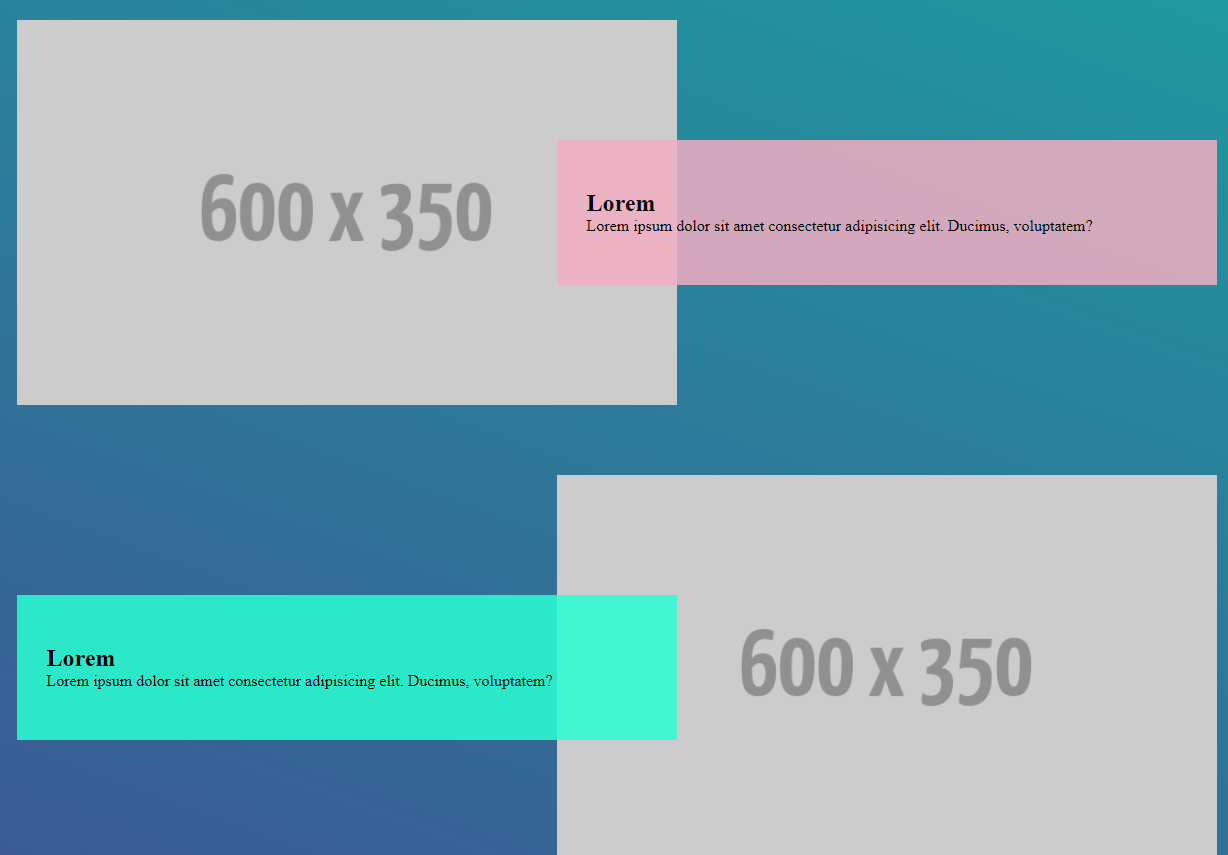 600 x 350
Lorem
Lorem ipsum dolor sit amet consectetur adipisicing elit. Ducimus, voluptatem?
600 x 350
Lorem
Lorem ipsum dolor sit amet consectetur adipisicing elit. Ducimus, voluptatem?